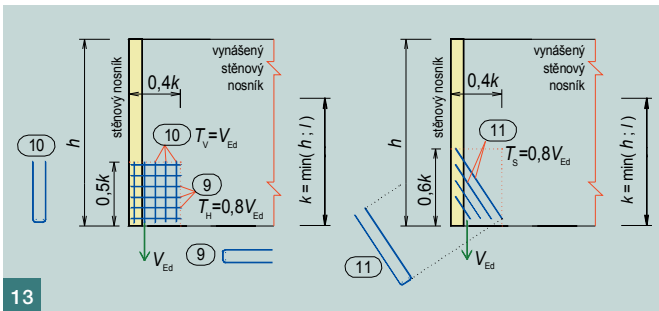 vynášený
stěnový
nosník
stěnový nosník
0,4k
h
10
10
T_V=V_Ed
9
T_H=0,8V_Ed
0,5k
k = min( h ; l )
V_Ed
9
vynášený
stěnový
nosník
stěnový nosník
0,4k
h
11
T_S=0,8V_Ed
0,6k
k = min( h ; l )
11
V_Ed
13